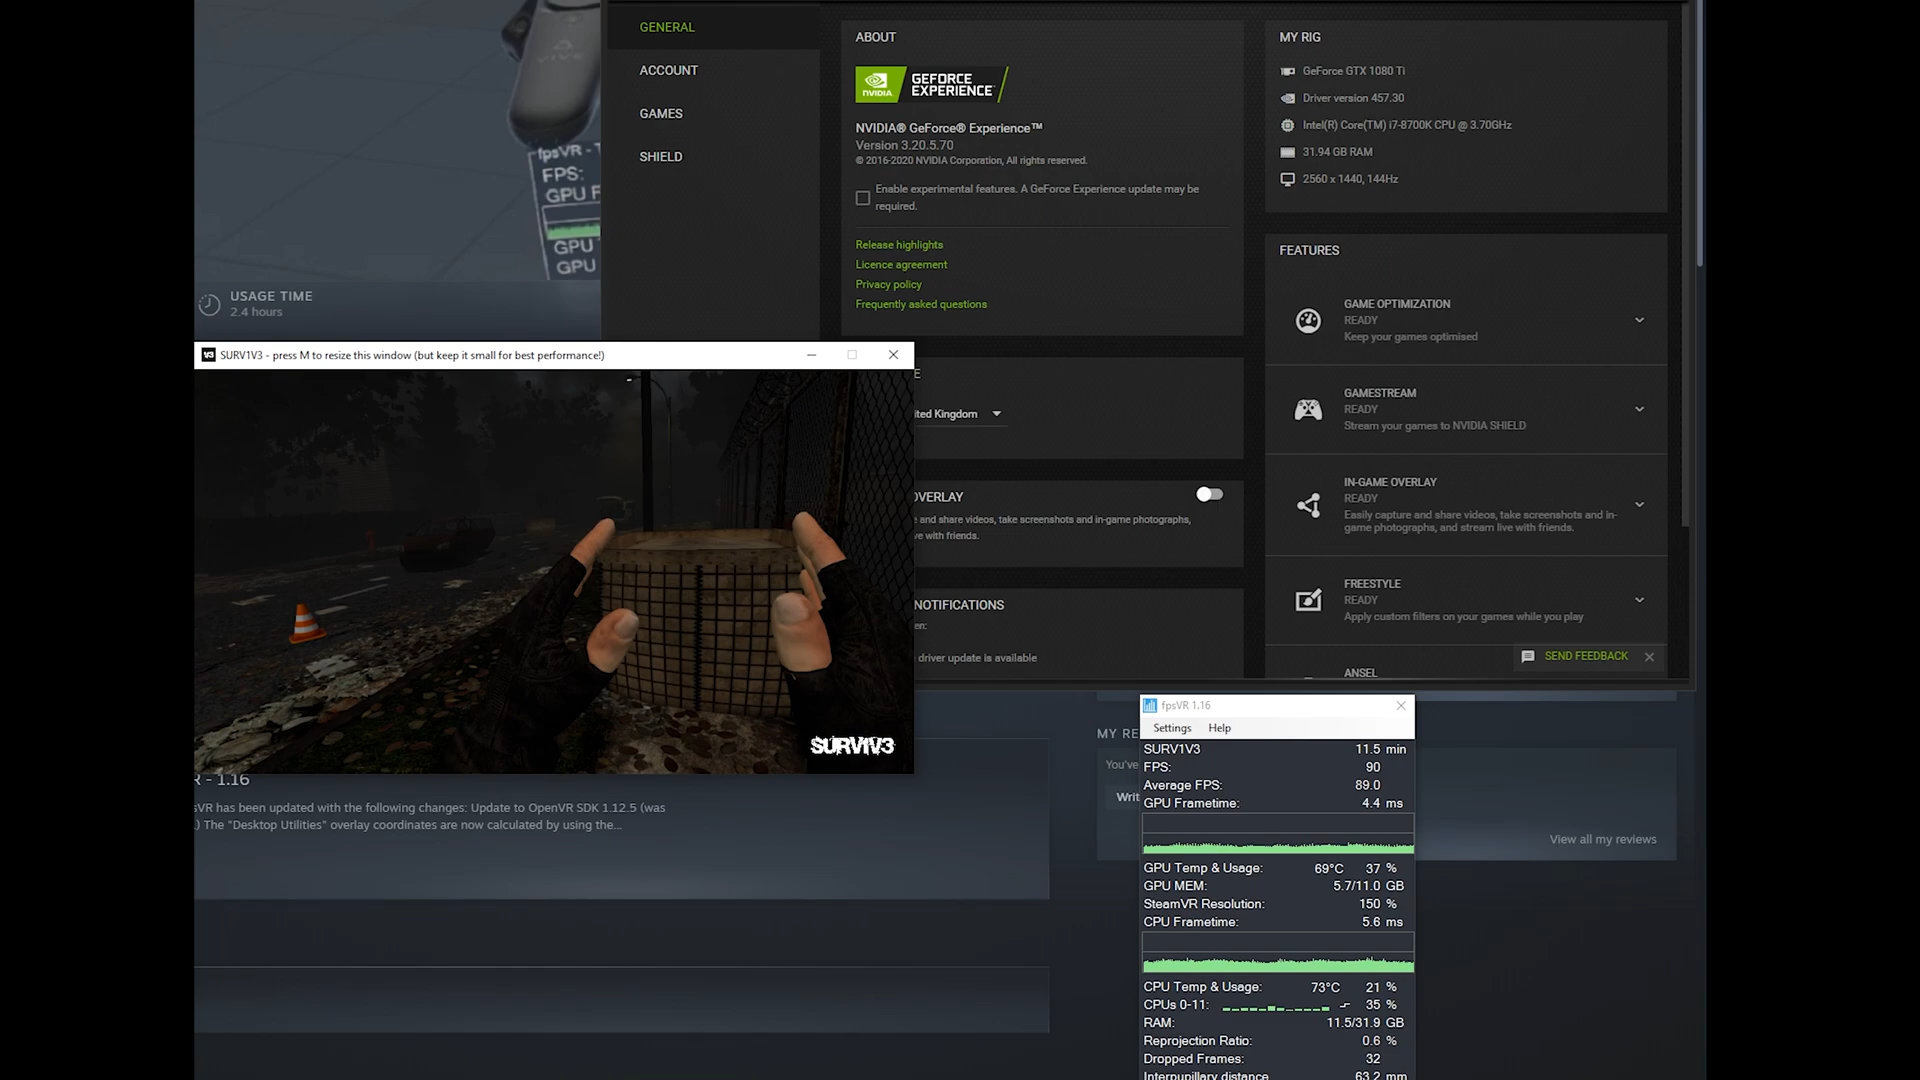 GENERAL
ACCOUNT
GAMES
SHIELD
ABOUT
NVIDIA
GEFORCE
EXPERIENCE
NVIDIA® GeForce® Experience™
Version 3.20.5.70
© 2016-2020 NVIDIA Corporation, All rights reserved.
Enable experimental features. A GeForce Experience update may be
required.
Release highlights
Licence agreement
Privacy policy
Frequently asked questions
MY RIG
GeForce GTX 1080 Ti
Driver version 457.30
Intel(R) Core(TM) i7-8700K CPU @ 3.70GHz
31.94 GB RAM
2560 x 1440, 144Hz
FEATURES
GAME OPTIMIZATION
READY
Keep your games optimised
GAMESTREAM
READY
Stream your games to NVIDIA SHIELD
IN-GAME OVERLAY
READY
Easily capture and share videos, take screenshots and in-
game photographs, and stream live with friends.
FREESTYLE
READY
Apply custom filters on your games while you play
ANSEL
SEND FEEDBACK
VIVE
fpsVR - T
FPS:
GPU F
GPU T
GPU
USAGE TIME
2.4 hours
V3 SURV1V3 - press M to resize this window (but keep it small for best performance!)
SURV1V3
E
ited Kingdom
OVERLAY
e and share videos, take screenshots and in-game photographs,
ve with friends.
NOTIFICATIONS
en:
driver update is available
R - 1.16
sVR has been updated with the following changes: Update to OpenVR SDK 1.12.5 (was
.) The "Desktop Utilities" overlay coordinates are now calculated by using the...
MY RE
You've
Writ
View all my reviews
fpsVR 1.16
Settings Help
SURV1V3 11.5 min
FPS: 90
Average FPS: 89.0
GPU Frametime: 4.4 ms
GPU Temp & Usage: 69°C 37 %
GPU MEM: 5.7/11.0 GB
SteamVR Resolution: 150 %
CPU Frametime: 5.6 ms
CPU Temp & Usage: 73°C 21 %
CPUs 0-11: 35 %
RAM: 11.5/31.9 GB
Reprojection Ratio: 0.6 %
Dropped Frames: 32
Interpupillary distance 63.2 mm